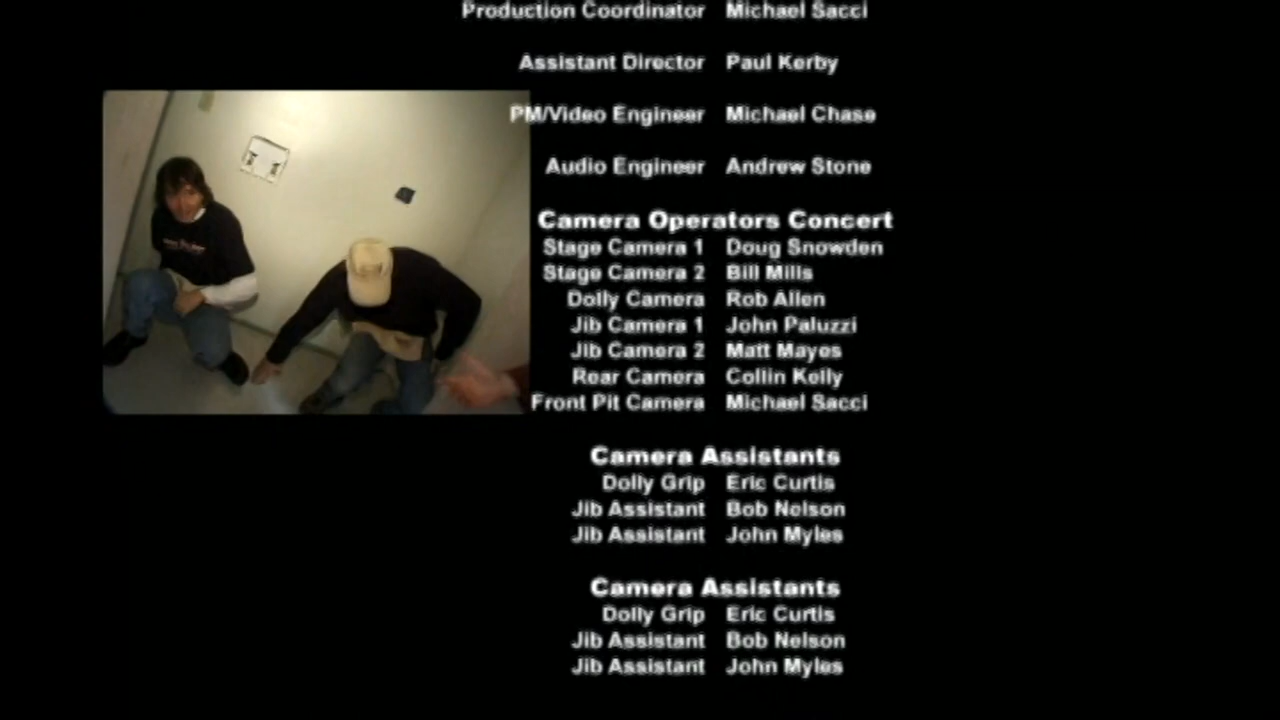 Production Coordinator Michael Sacci
Assistant Director Paul Kerby
PM/Video Engineer Michael Chase
Audio Engineer Andrew Stone
Camera Operators Concert
Stage Camera 1 Doug Snowden
Stage Camera 2 Bill Mills
Dolly Camera Rob Allen
Jib Camera 1 John Paluzzi
Jib Camera 2 Matt Mayes
Rear Camera Collin Kelly
Front Pit Camera Michael Sacci
Camera Assistants
Dolly Grip Eric Curtis
Jib Assistant Bob Nelson
Jib Assistant John Myles
Camera Assistants
Dolly Grip Eric Curtis
Jib Assistant Bob Nelson
Jib Assistant John Myles